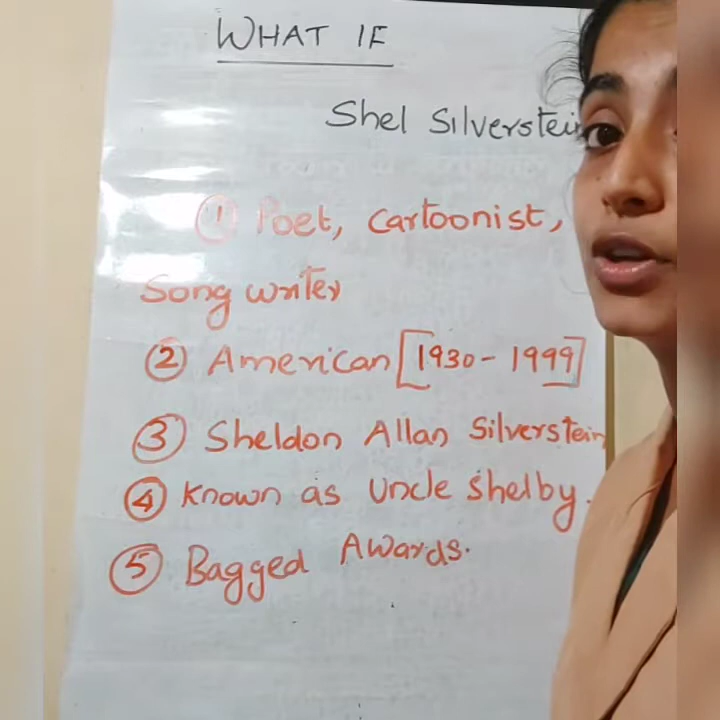 WHAT IF
Shel Silverstein
① Poet, cartoonist,
Song writer
② American [1930 - 1999]
③ Sheldon Allan Silverstein
④ Known as Uncle Shelby.
⑤ Bagged Awards.